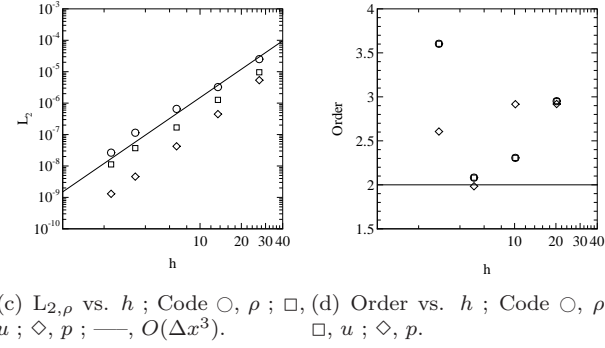 10⁻³
10⁻⁴
10⁻⁵
10⁻⁶
10⁻⁷
10⁻⁸
10⁻⁹
10⁻¹⁰
L₂
10 20 30 40
h
4
3.5
3
2.5
2
1.5
Order
10 20 30 40
h
(c) L₂,ρ vs. h ; Code ○, ρ ; □,
u ; ◇, p ; ——, O(Δx³).
(d) Order vs. h ; Code ○, ρ
□, u ; ◇, p.